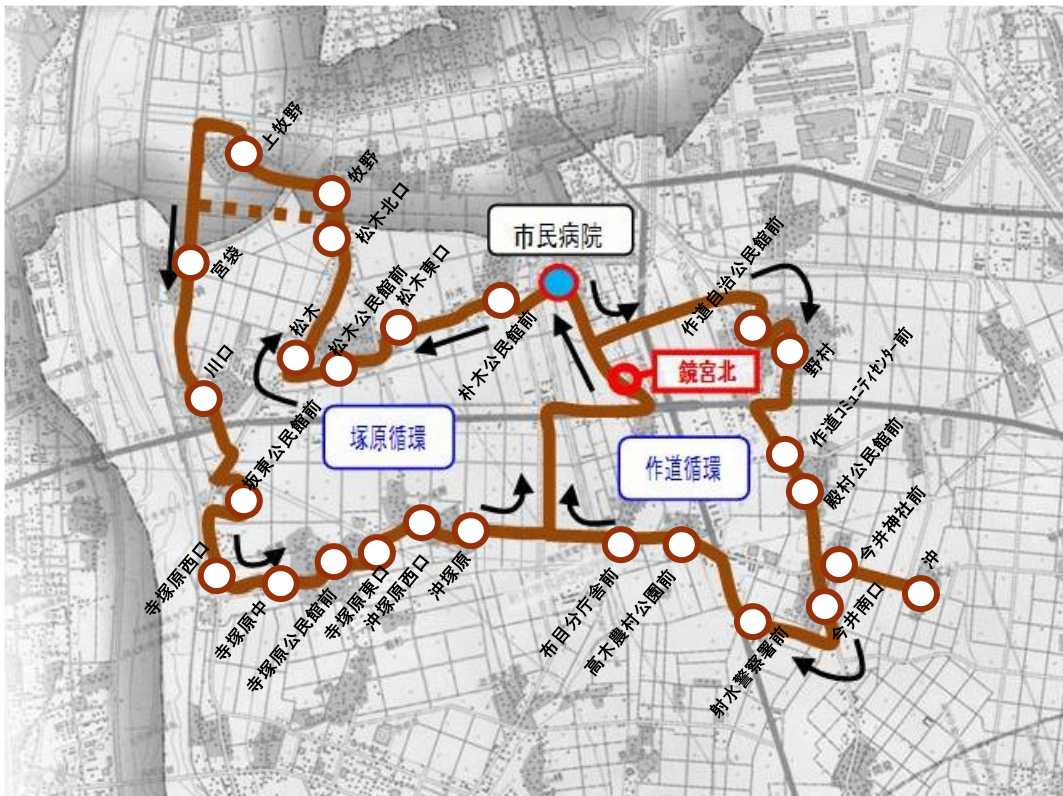 上牧野
牧野
松木北口
宮袋
市民病院
作道自治公民館前
松木東口
松木公民館前
松木
朴木公民館前
鏡宮北
野村
川口
作道コミュニティセンター前
塚原循環
作道循環
坂東公民館前
殿村公民館前
今井神社前
沖
寺塚原西口
寺塚原中
寺塚原公民館前
寺塚原東口
沖塚原西口
沖塚原
布目分庁舎前
高木農村公園前
射水警察署前
今井南口